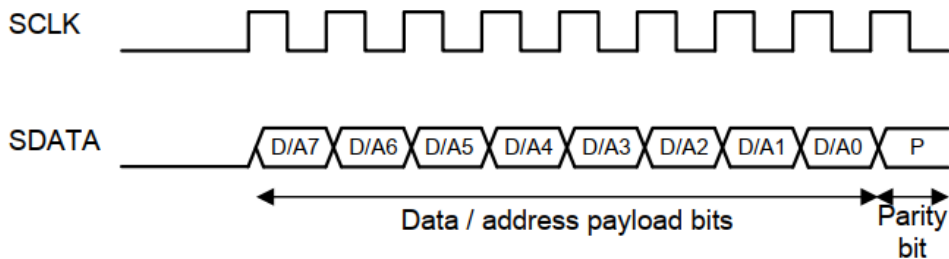 SCLK
SDATA
D/A7 D/A6 D/A5 D/A4 D/A3 D/A2 D/A1 D/A0 P
Data / address payload bits
Parity
bit